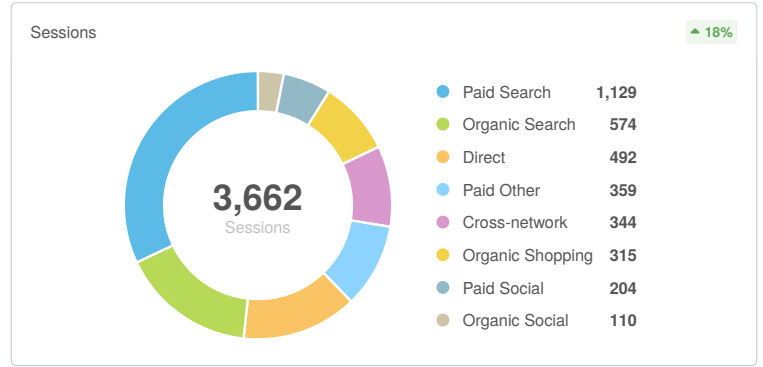 Sessions
18%
3,662
Sessions
Paid Search 1,129
Organic Search 574
Direct 492
Paid Other 359
Cross-network 344
Organic Shopping 315
Paid Social 204
Organic Social 110